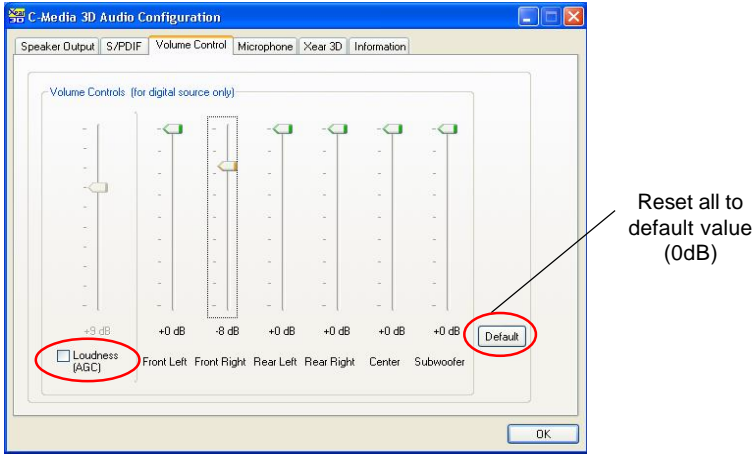 C-Media 3D Audio Configuration
Speaker Output S/PDIF Volume Control Microphone Xear 3D Information
Volume Controls (for digital source only)
+9 dB +0 dB -8 dB +0 dB +0 dB +0 dB +0 dB
Default
Loudness
(AGC)
Front Left Front Right Rear Left Rear Right Center Subwoofer
OK
Reset all to
default value
(0dB)